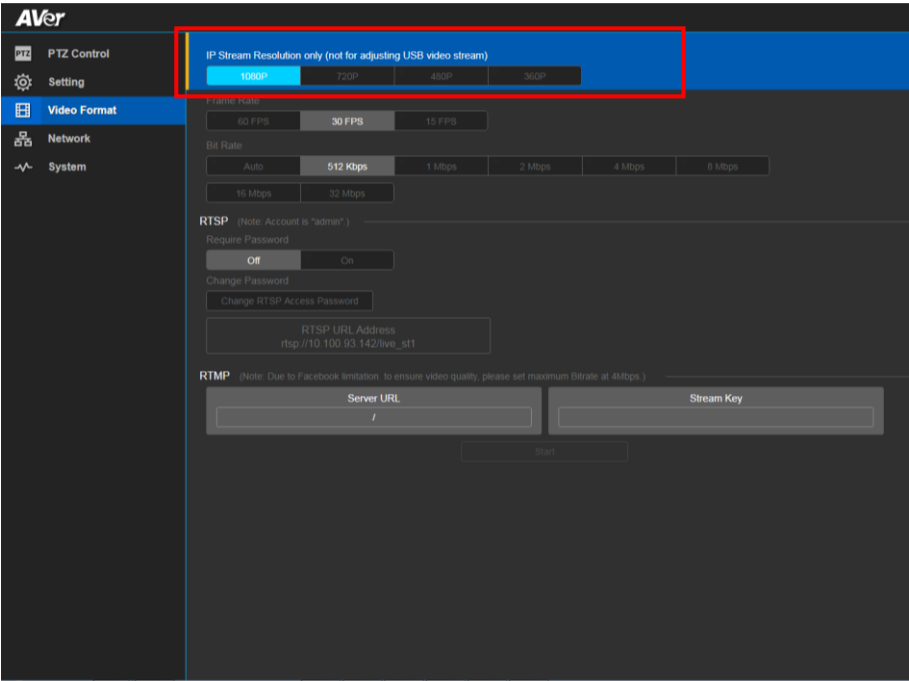 AVer
PTZ PTZ Control
Setting
Video Format
Network
System
IP Stream Resolution only (not for adjusting USB video stream)
1080P 720P 480P 360P
Frame Rate
60 FPS 30 FPS 15 FPS
Bit Rate
Auto 512 Kbps 1 Mbps 2 Mbps 4 Mbps 8 Mbps
16 Mbps 32 Mbps
RTSP (Note: Account is "admin".)
Require Password
Off On
Change Password
Change RTSP Access Password
RTSP URL Address
rtsp://10.100.93.142/live_st1
RTMP (Note: Due to Facebook limitation. to ensure video quality, please set maximum Bitrate at 4Mbps.)
Server URL Stream Key
/
Start